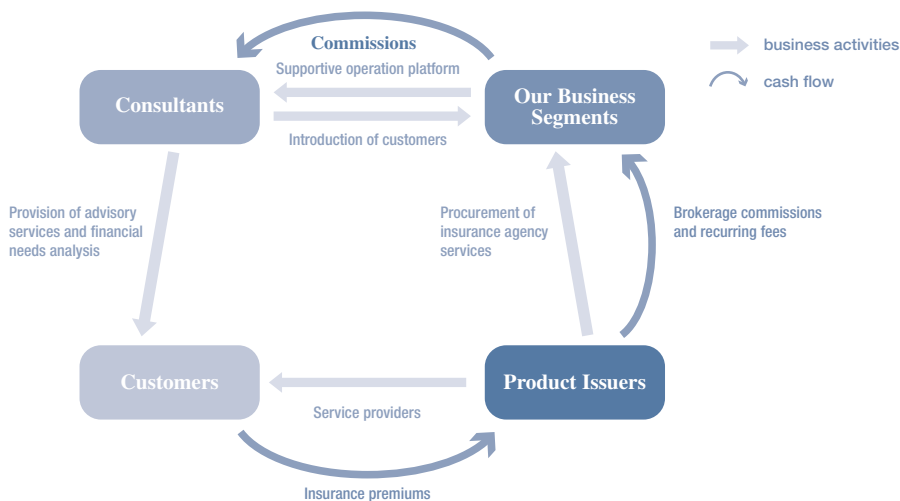 Commissions
Supportive operation platform
Introduction of customers
Consultants
Our Business
Segments
business activities
cash flow
Provision of advisory
services and financial
needs analysis
Procurement of
insurance agency
services
Brokerage commissions
and recurring fees
Customers
Product Issuers
Service providers
Insurance premiums